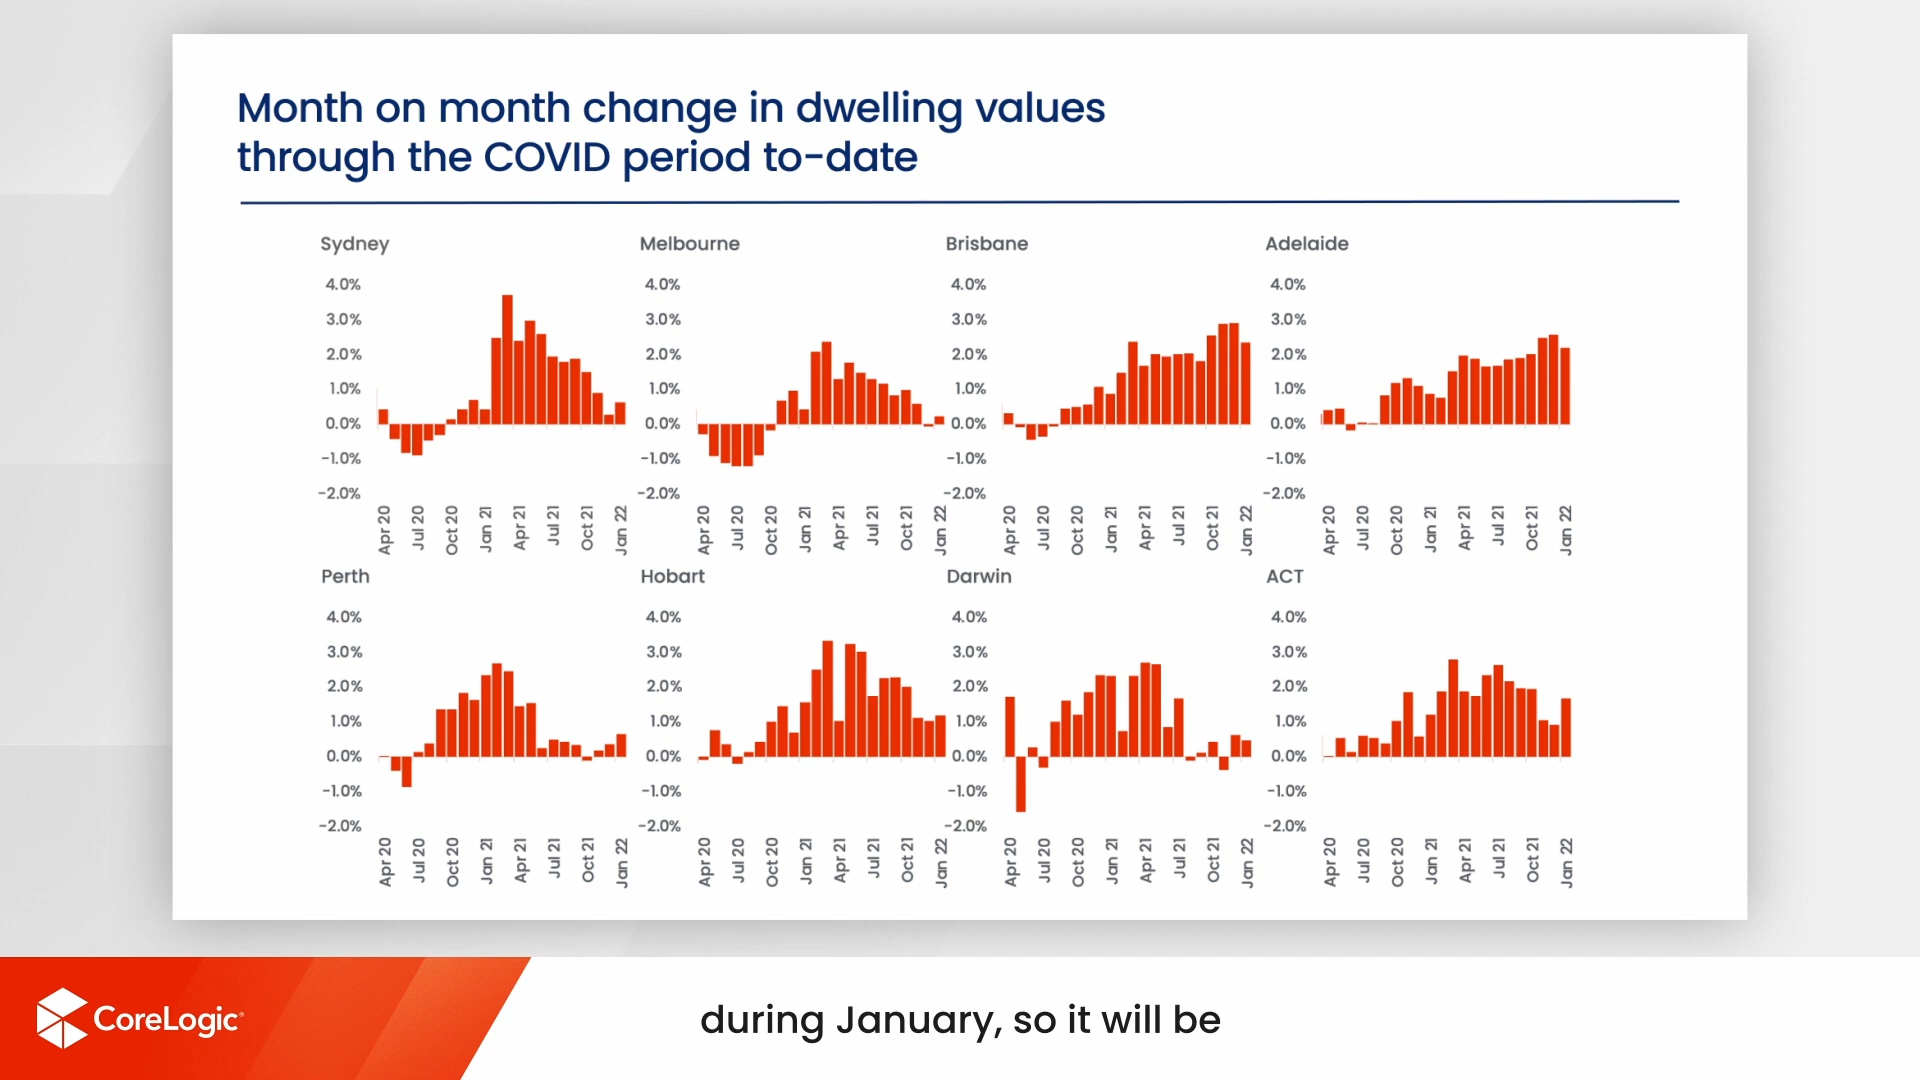 Month on month change in dwelling values
through the COVID period to-date
Sydney
4.0%
3.0%
2.0%
1.0%
0.0%
-1.0%
-2.0%
Apr 20
Jul 20
Oct 20
Jan 21
Apr 21
Jul 21
Oct 21
Jan 22
Melbourne
4.0%
3.0%
2.0%
1.0%
0.0%
-1.0%
-2.0%
Apr 20
Jul 20
Oct 20
Jan 21
Apr 21
Jul 21
Oct 21
Jan 22
Brisbane
4.0%
3.0%
2.0%
1.0%
0.0%
-1.0%
-2.0%
Apr 20
Jul 20
Oct 20
Jan 21
Apr 21
Jul 21
Oct 21
Jan 22
Adelaide
4.0%
3.0%
2.0%
1.0%
0.0%
-1.0%
-2.0%
Apr 20
Jul 20
Oct 20
Jan 21
Apr 21
Jul 21
Oct 21
Jan 22
Perth
4.0%
3.0%
2.0%
1.0%
0.0%
-1.0%
-2.0%
Apr 20
Jul 20
Oct 20
Jan 21
Apr 21
Jul 21
Oct 21
Jan 22
Hobart
4.0%
3.0%
2.0%
1.0%
0.0%
-1.0%
-2.0%
Apr 20
Jul 20
Oct 20
Jan 21
Apr 21
Jul 21
Oct 21
Jan 22
Darwin
4.0%
3.0%
2.0%
1.0%
0.0%
-1.0%
-2.0%
Apr 20
Jul 20
Oct 20
Jan 21
Apr 21
Jul 21
Oct 21
Jan 22
ACT
4.0%
3.0%
2.0%
1.0%
0.0%
-1.0%
-2.0%
Apr 20
Jul 20
Oct 20
Jan 21
Apr 21
Jul 21
Oct 21
Jan 22
CoreLogic®
during January, so it will be